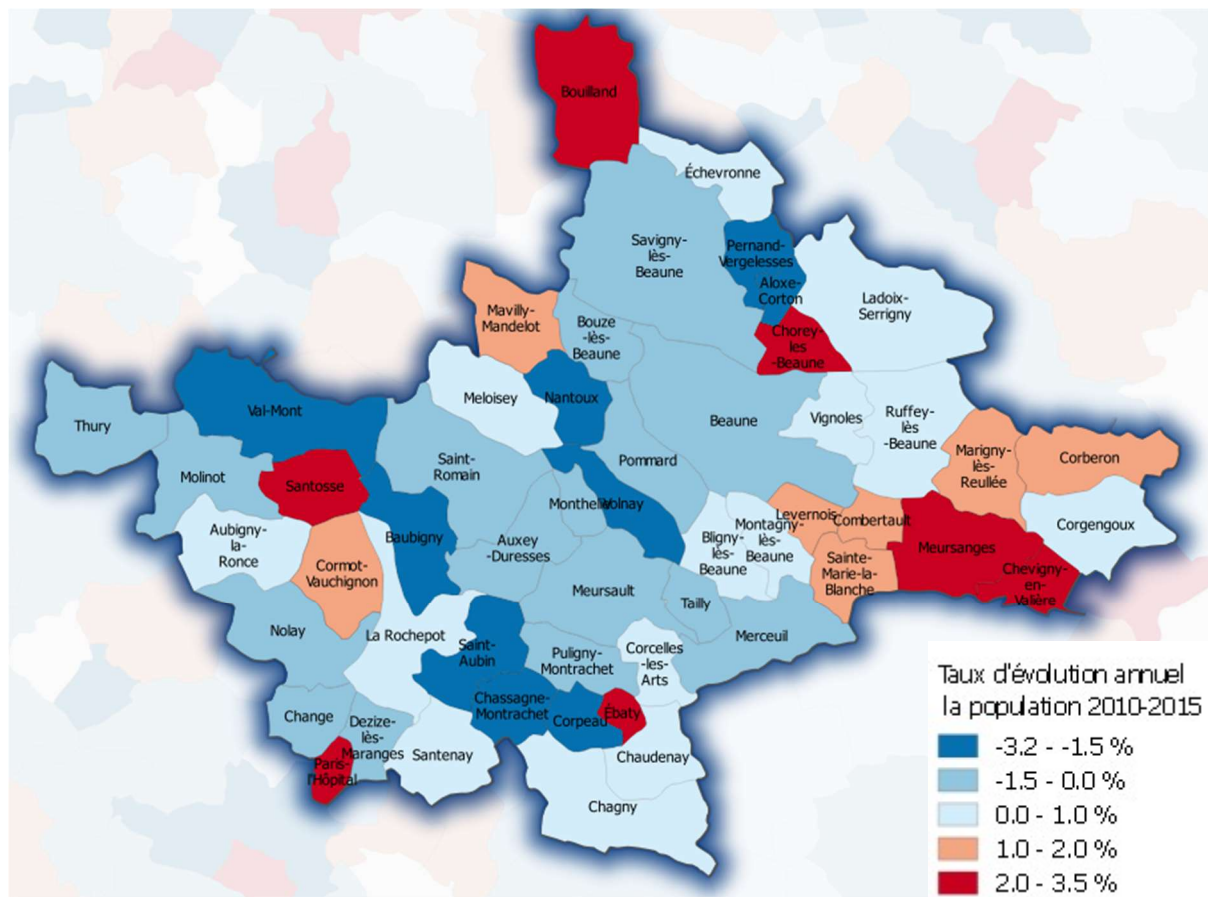 Bouilland
Échevronne
Savigny-
lès-
Beaune
Pernand-
Vergelesses
Aloxe-
Corton
Ladoix-
Serrigny
Mavilly-
Mandelot
Bouze
-lès-
Beaune
Chorey-
les
-Beaune
Meloisey
Nantoux
Val-Mont
Thury
Beaune
Vignoles
Ruffey-
lès
-Beaune
Saint-
Romain
Pommard
Marigny-
lès-
Reullée
Corberon
Molinot
Santosse
Monthelie
Volnay
Levernois
Combertault
Corgengoux
Aubigny-
la-
Ronce
Baubigny
Auxey
-Duresses
Bligny-
lès-
Beaune
Montagny-
lès-
Beaune
Meursanges
Cormot-
Vauchignon
Sainte-
Marie-la-
Blanche
Chevigny-
en-
Valière
Meursault
Tailly
Nolay
La Rochepot
Saint-
Aubin
Puligny-
Montrachet
Corcelles
-les-
Arts
Merceuil
Chassagne-
Montrachet
Corpeau
Ébaty
Change
Dezize-
lès-
Maranges
Paris-
l'Hôpital
Santenay
Chaudenay
Chagny
Taux d'évolution annuel
la population 2010-2015
-3.2 - -1.5 %
-1.5 - 0.0 %
0.0 - 1.0 %
1.0 - 2.0 %
2.0 - 3.5 %